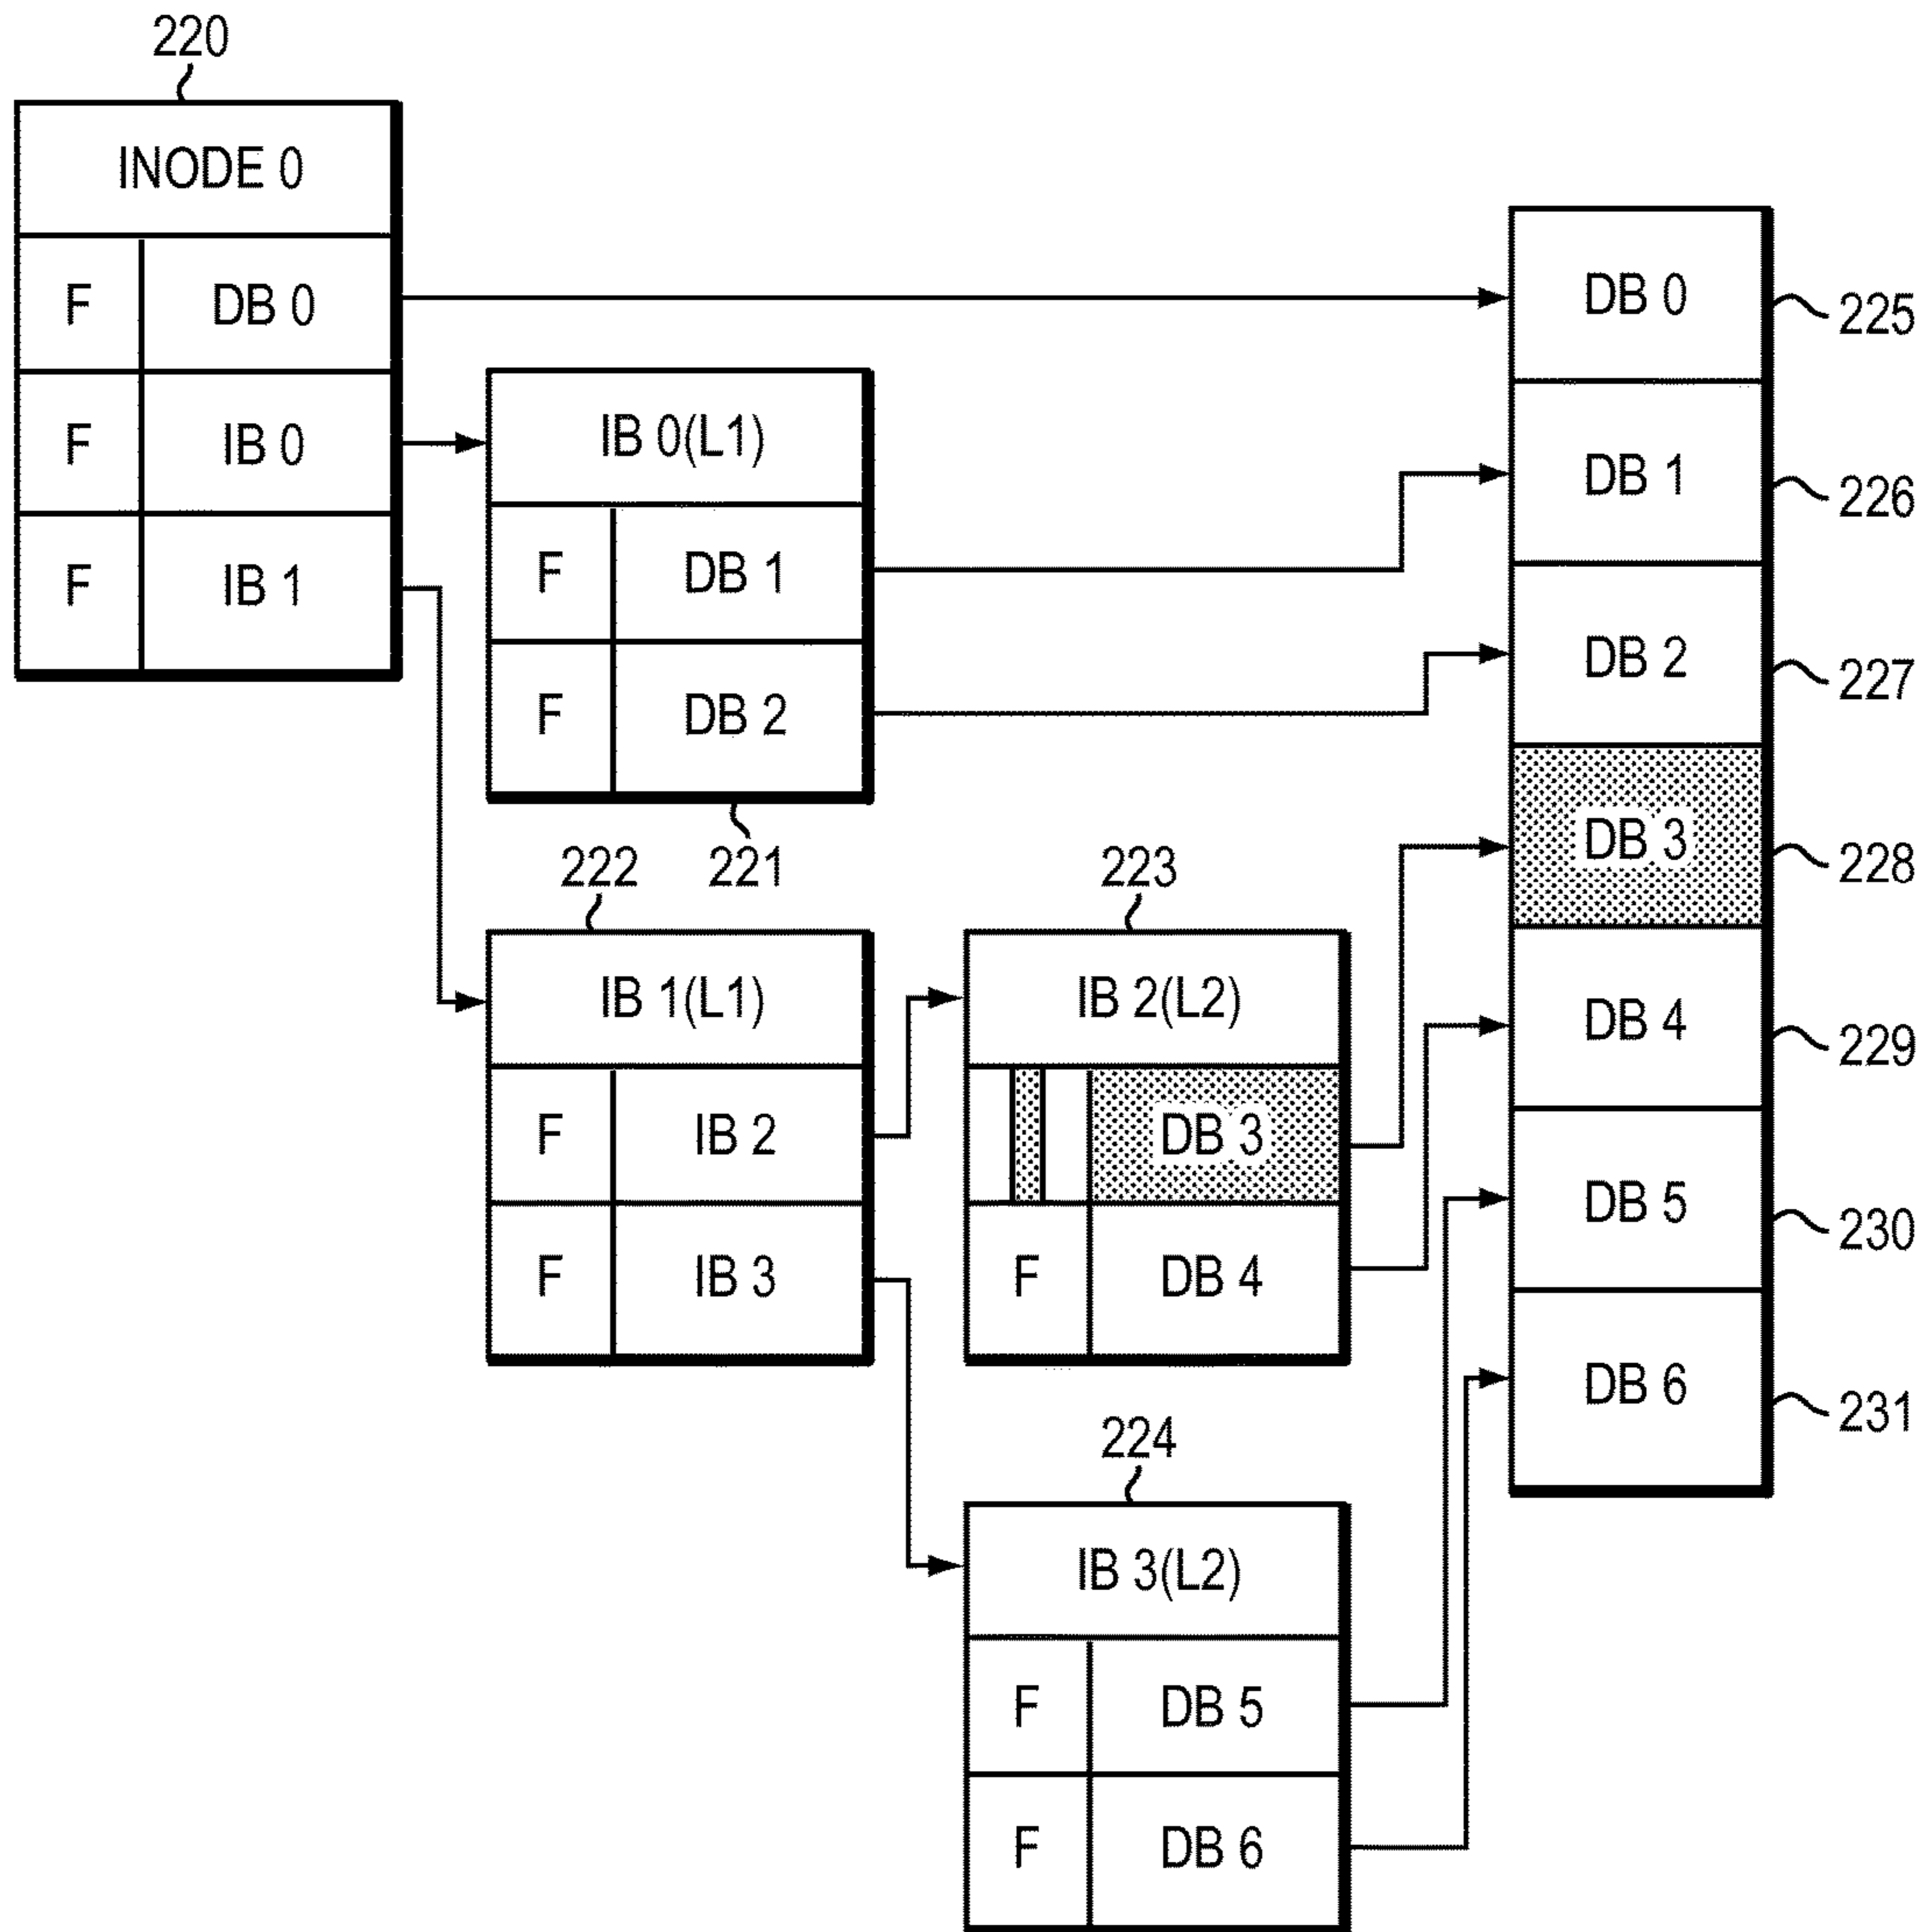 220
INODE 0
F DB 0
F IB 0
F IB 1
IB 0(L1)
F DB 1
F DB 2
221
222
IB 1(L1)
F IB 2
F IB 3
223
IB 2(L2)
DB 3
F DB 4
224
IB 3(L2)
F DB 5
F DB 6
DB 0 225
DB 1 226
DB 2 227
DB 3 228
DB 4 229
DB 5 230
DB 6 231